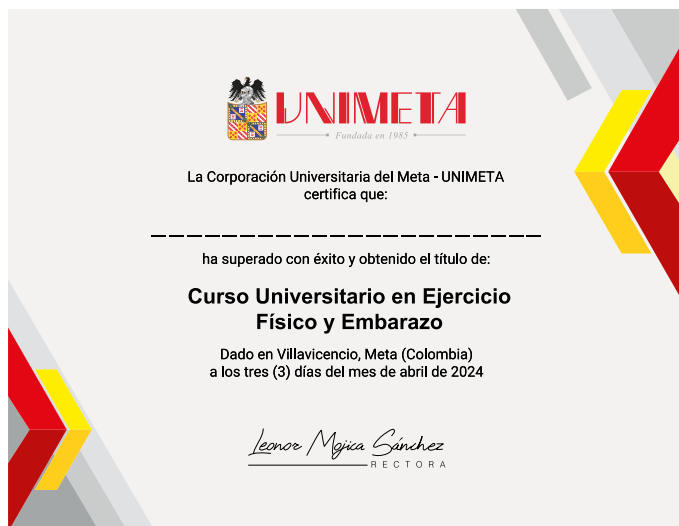 UNIMETA
Fundada en 1985
La Corporación Universitaria del Meta - UNIMETA
certifica que:
ha superado con éxito y obtenido el título de:
Curso Universitario en Ejercicio
Físico y Embarazo
Dado en Villavicencio, Meta (Colombia)
a los tres (3) días del mes de abril de 2024
Leonor Mojica Sánchez
RECTORA